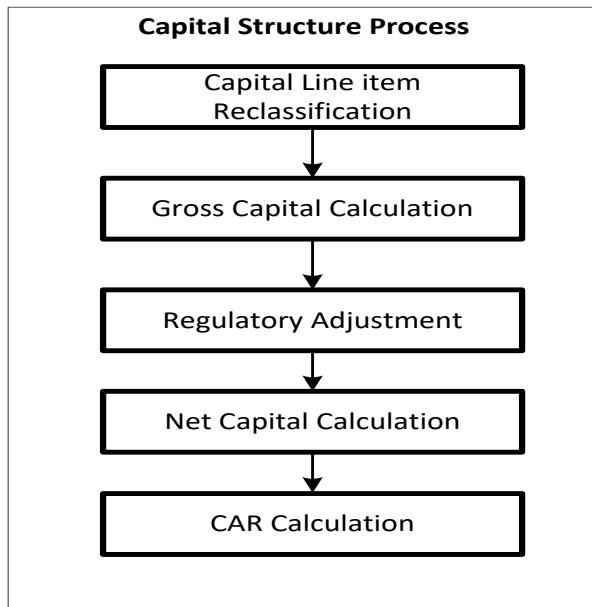 Capital Structure Process
Capital Line item
Reclassification
Gross Capital Calculation
Regulatory Adjustment
Net Capital Calculation
CAR Calculation